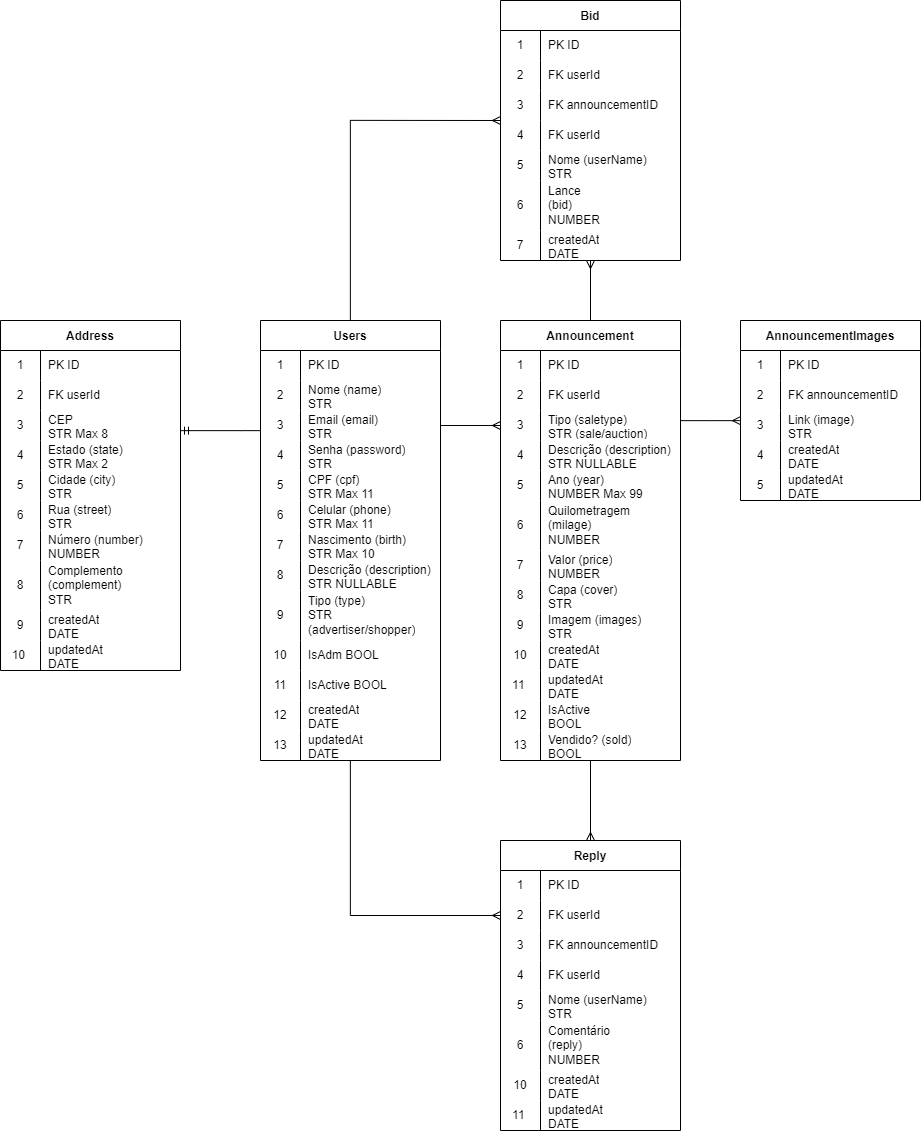 Bid
1 PK ID
2 FK userId
3 FK announcementID
4 FK userId
5 Nome (userName)
STR
6 Lance
(bid)
NUMBER
7 createdAt
DATE
Address
1 PK ID
2 FK userId
3 CEP
STR Max 8
4 Estado (state)
STR Max 2
5 Cidade (city)
STR
6 Rua (street)
STR
7 Número (number)
NUMBER
8 Complemento
(complement)
STR
9 createdAt
DATE
10 updatedAt
DATE
Users
1 PK ID
2 Nome (name)
STR
3 Email (email)
STR
4 Senha (password)
STR
5 CPF (cpf)
STR Max 11
6 Celular (phone)
STR Max 11
7 Nascimento (birth)
STR Max 10
8 Descrição (description)
STR NULLABLE
9 Tipo (type)
STR
(advertiser/shopper)
10 IsAdm BOOL
11 IsActive BOOL
12 createdAt
DATE
13 updatedAt
DATE
Announcement
1 PK ID
2 FK userId
3 Tipo (saletype)
STR (sale/auction)
4 Descrição (description)
STR NULLABLE
5 Ano (year)
NUMBER Max 99
6 Quilometragem
(milage)
NUMBER
7 Valor (price)
NUMBER
8 Capa (cover)
STR
9 Imagem (images)
STR
10 createdAt
DATE
11 updatedAt
DATE
12 IsActive
BOOL
13 Vendido? (sold)
BOOL
AnnouncementImages
1 PK ID
2 FK announcementID
3 Link (image)
STR
4 createdAt
DATE
5 updatedAt
DATE
Reply
1 PK ID
2 FK userId
3 FK announcementID
4 FK userId
5 Nome (userName)
STR
6 Comentário
(reply)
NUMBER
10 createdAt
DATE
11 updatedAt
DATE